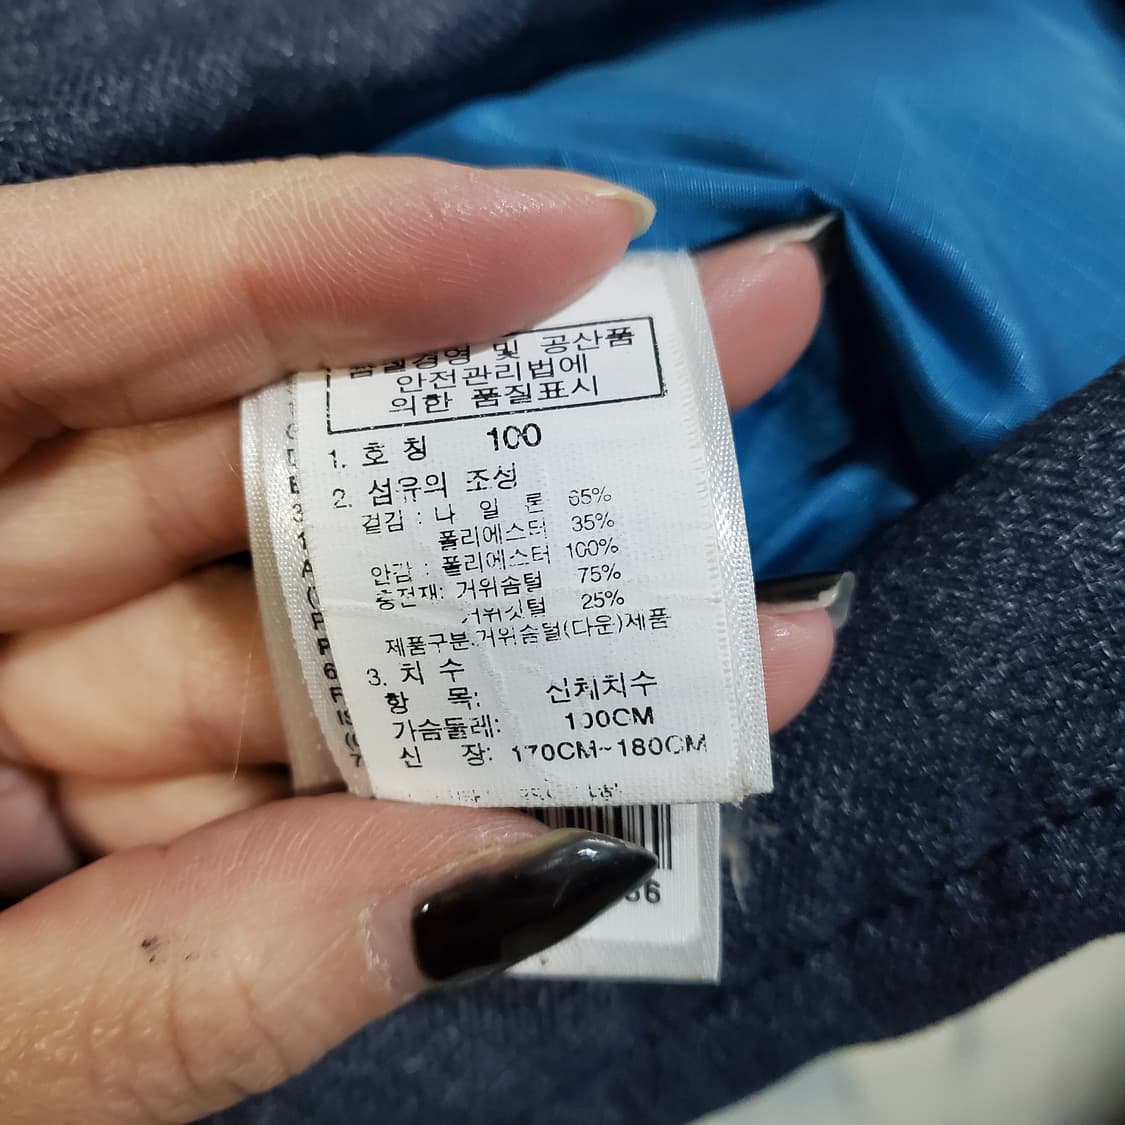 품질경영 및 공산품
안전관리법에
의한 품질표시
1. 호 칭 100
2. 섬유의 조성
겉감 : 나 일 론 65%
폴리에스터 35%
안감 : 폴리에스터 100%
충전재: 거위솜털 75%
거위깃털 25%
제품구분:거위솜털(다운)제품
3. 치 수
항 목: 신체치수
가슴둘레: 100CM
신 장: 170CM~180CM